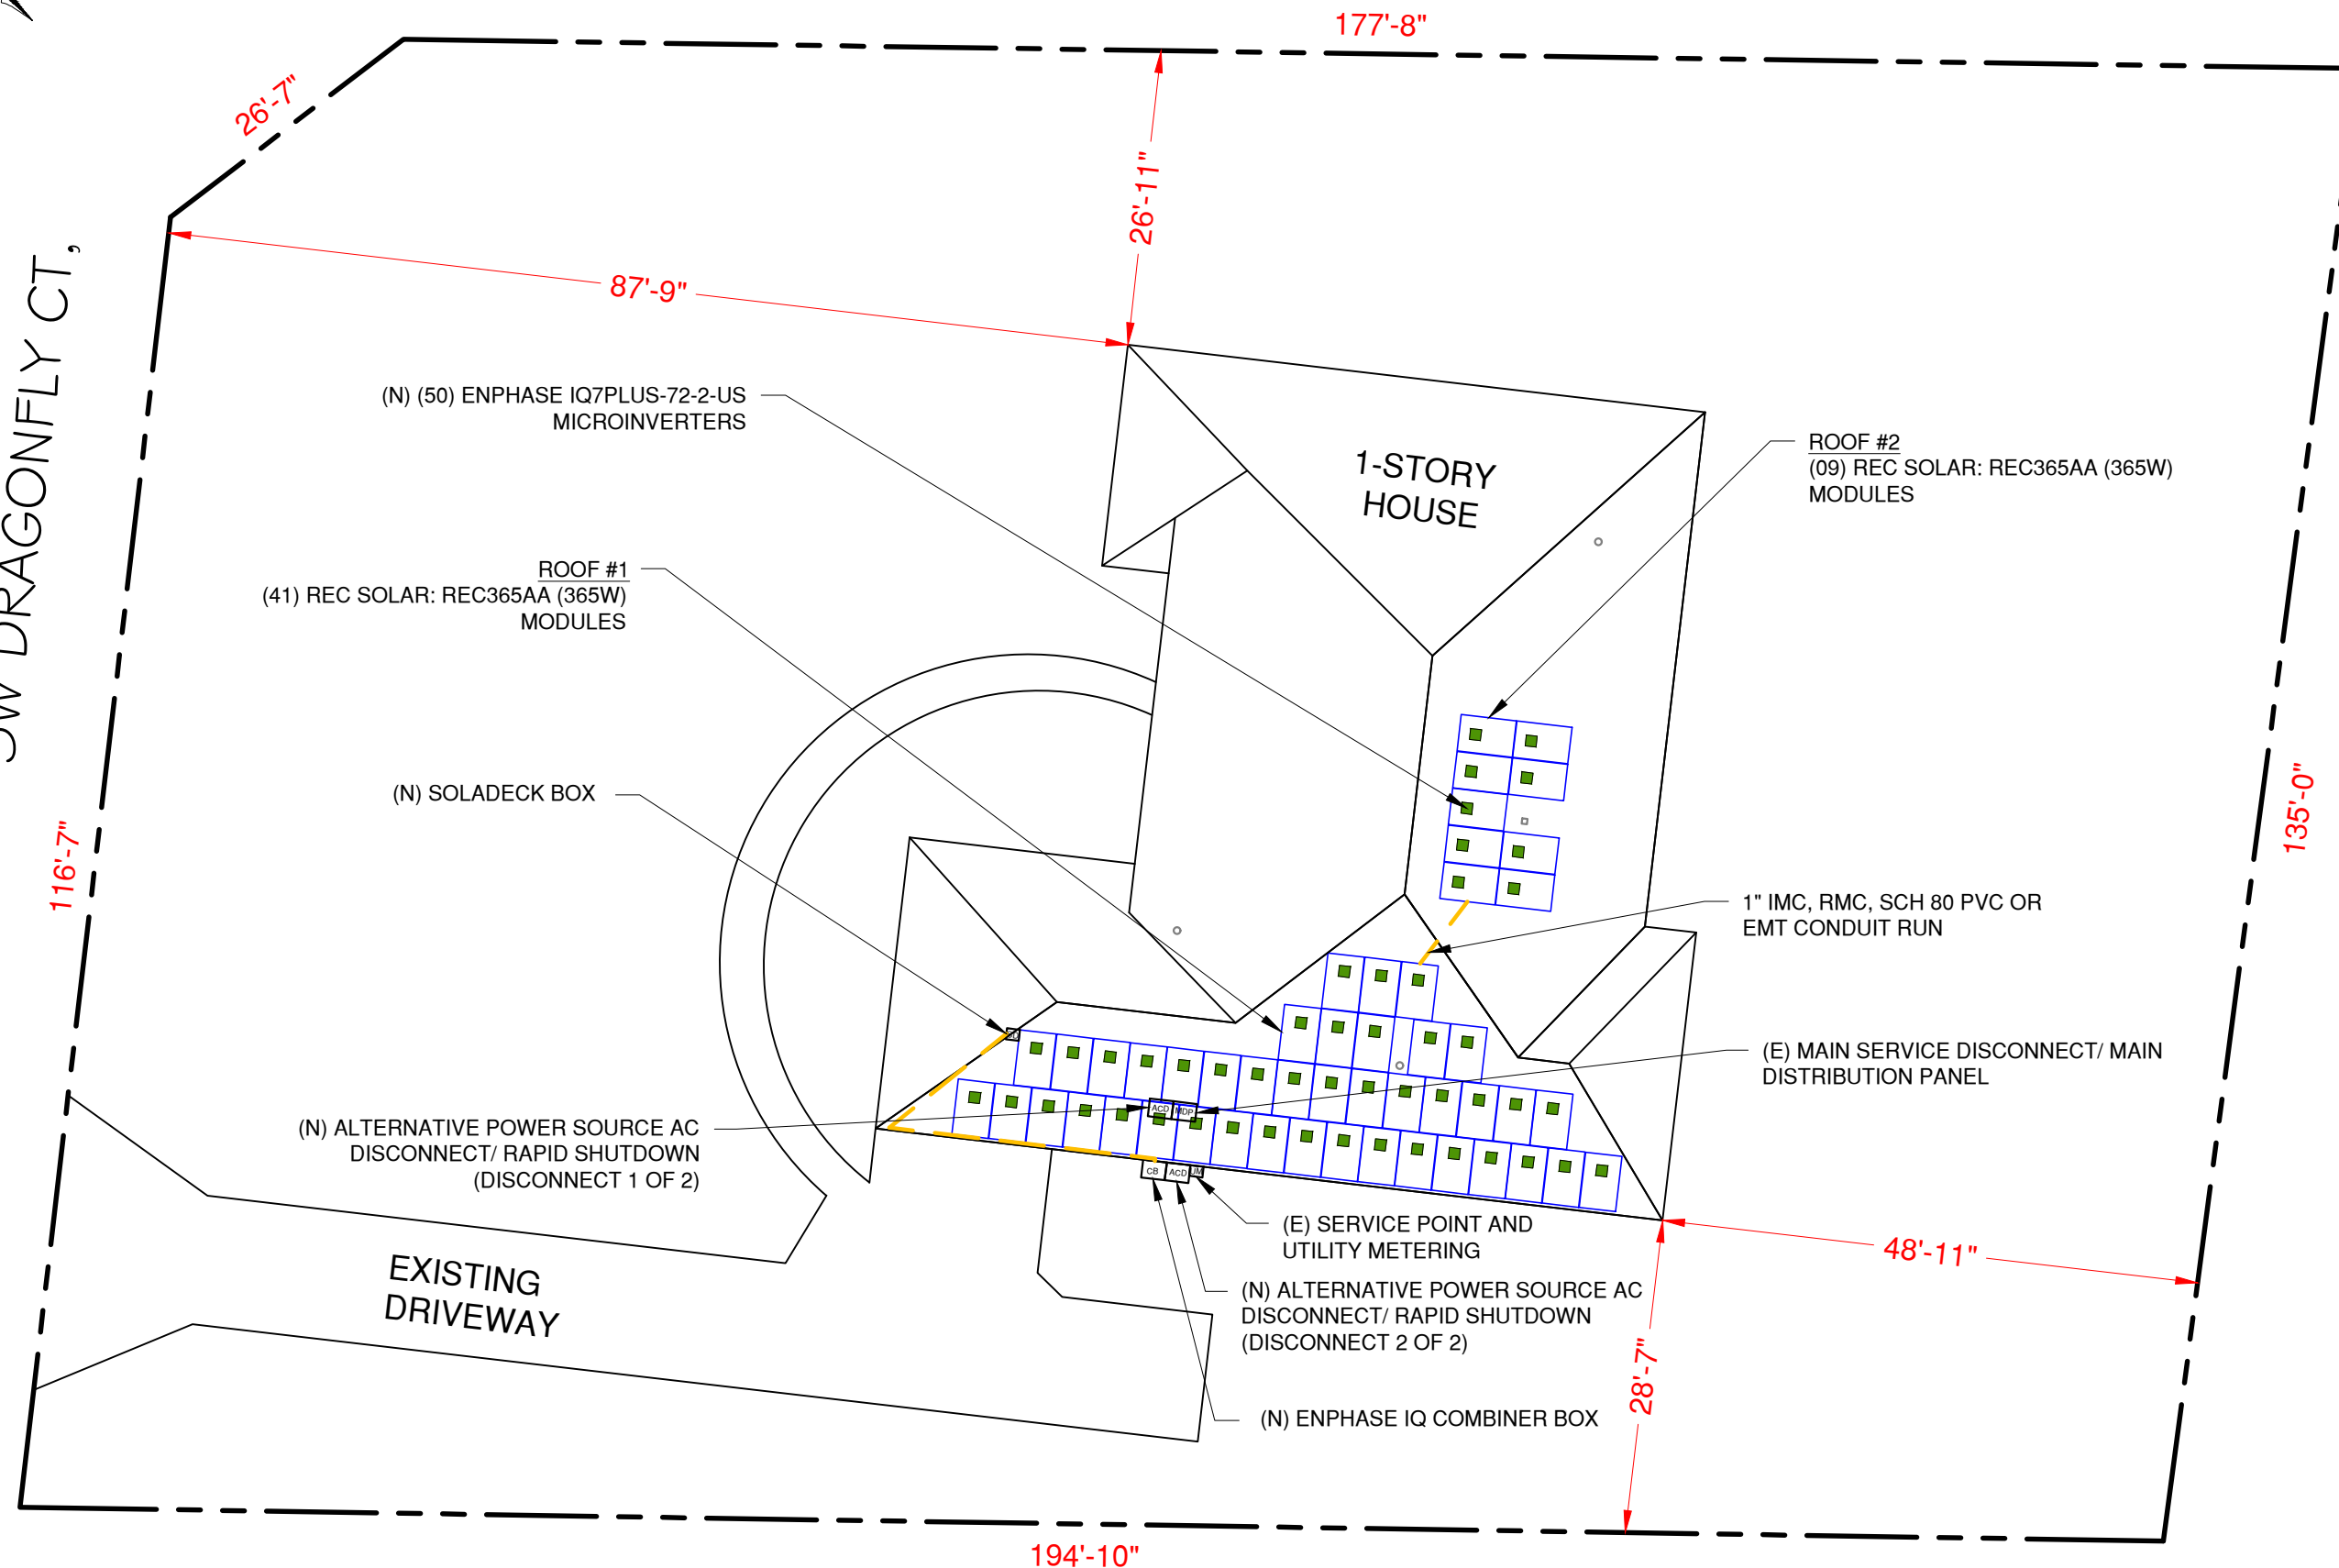 177'-8"
26'-7"
26'-11"
87'-9"
SW DRAGONFLY CT,
(N) (50) ENPHASE IQ7PLUS-72-2-US
MICROINVERTERS
1-STORY
HOUSE
ROOF #2
(09) REC SOLAR: REC365AA (365W)
MODULES
ROOF #1
(41) REC SOLAR: REC365AA (365W)
MODULES
(N) SOLADECK BOX
116'-7"
135'-0"
1" IMC, RMC, SCH 80 PVC OR
EMT CONDUIT RUN
(E) MAIN SERVICE DISCONNECT/ MAIN
DISTRIBUTION PANEL
ACD
MDP
(N) ALTERNATIVE POWER SOURCE AC
DISCONNECT/ RAPID SHUTDOWN
(DISCONNECT 1 OF 2)
CB
ACD
UM
(E) SERVICE POINT AND
UTILITY METERING
48'-11"
EXISTING
DRIVEWAY
(N) ALTERNATIVE POWER SOURCE AC
DISCONNECT/ RAPID SHUTDOWN
(DISCONNECT 2 OF 2)
28'-7"
(N) ENPHASE IQ COMBINER BOX
194'-10"